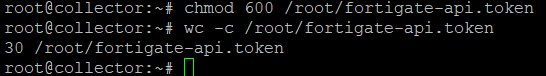 root@collector:~# chmod 600 /root/fortigate-api.token
root@collector:~# wc -c /root/fortigate-api.token
30 /root/fortigate-api.token
root@collector:~#